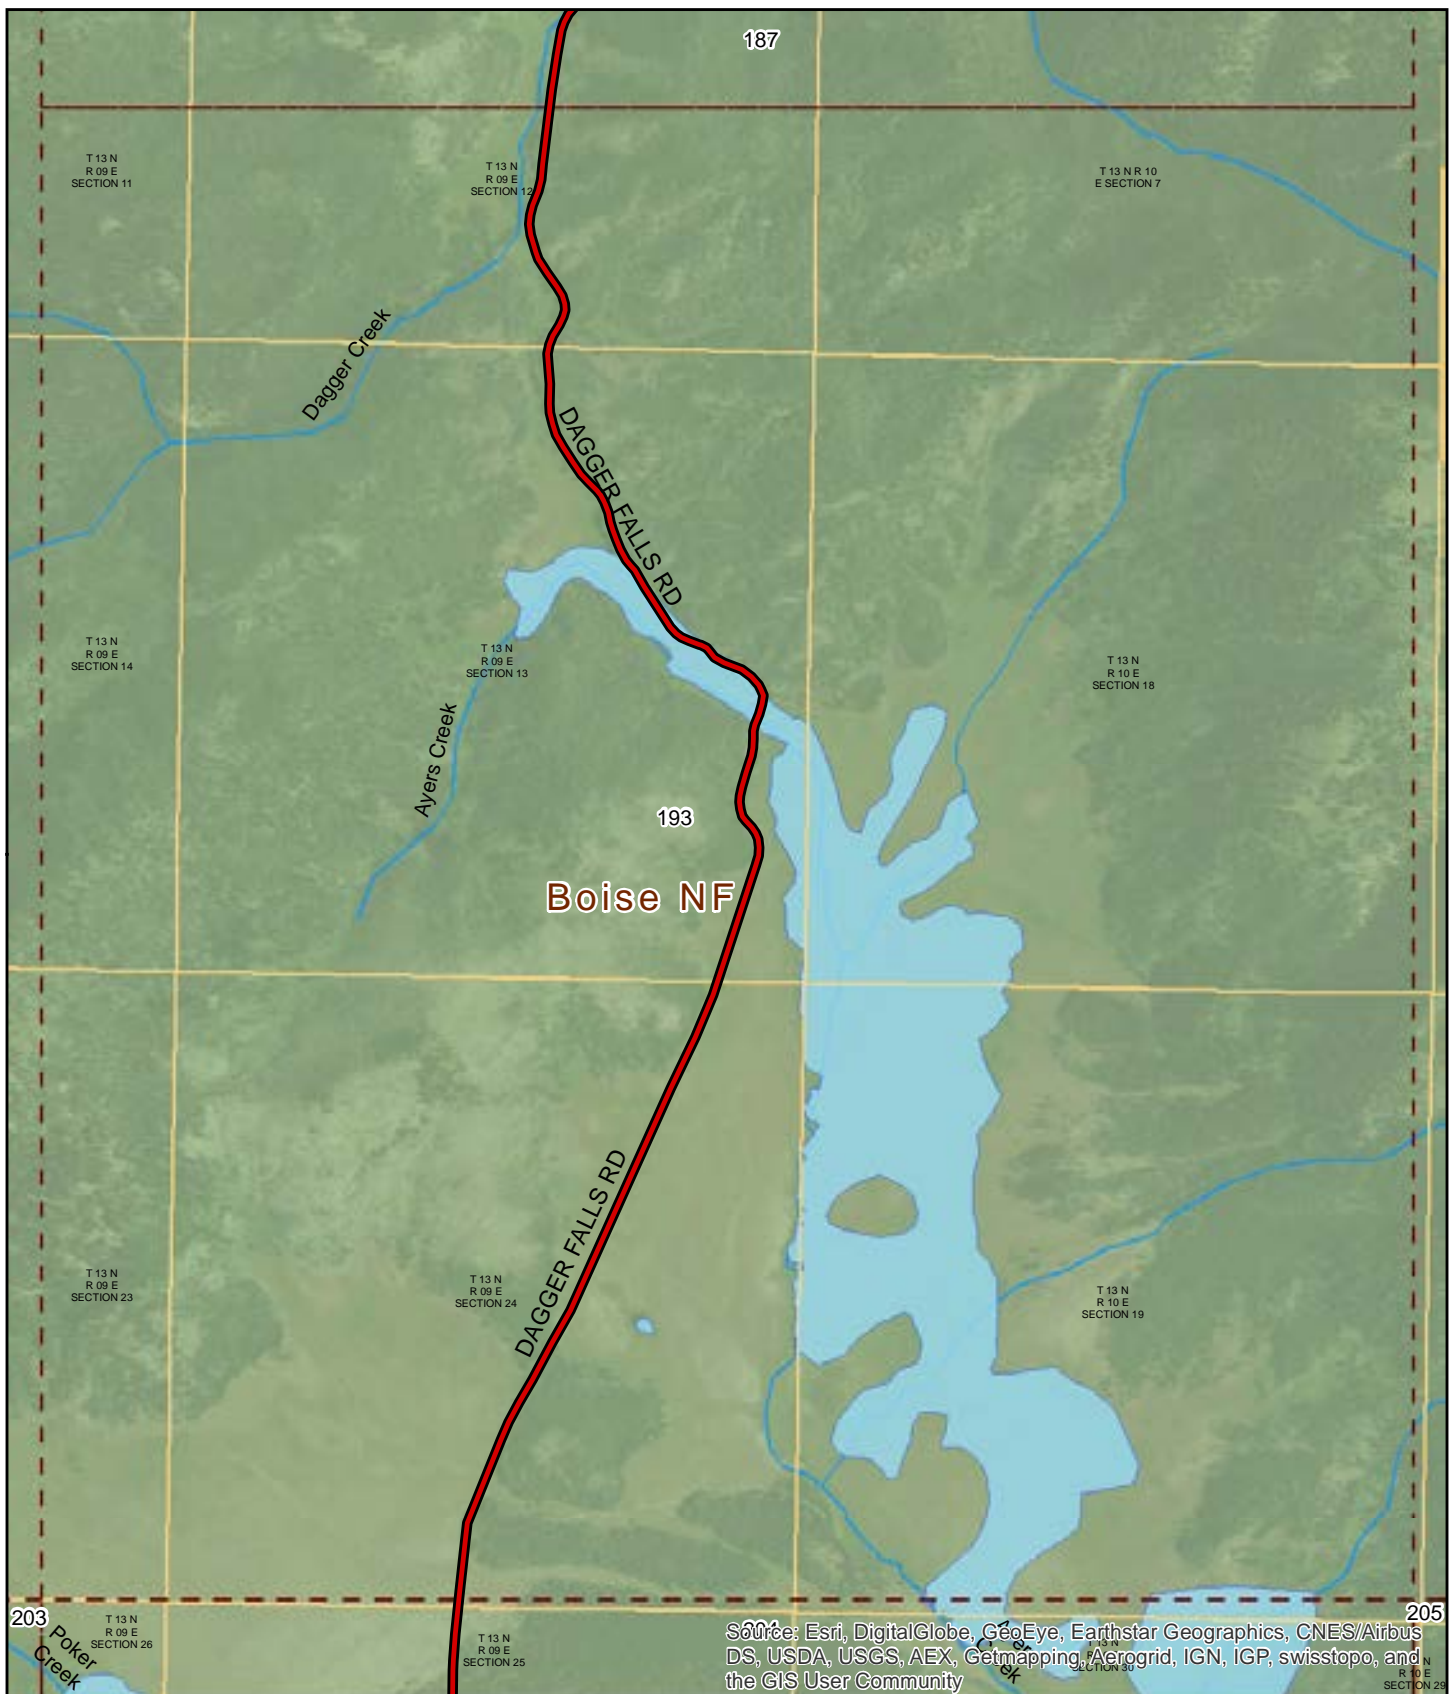 187
T 13 N
R 09 E
SECTION 11
T 13 N
R 09 E
SECTION 12
T 13 N R 10
E SECTION 7
Dagger Creek
DAGGER FALLS RD
T 13 N
R 09 E
SECTION 14
T 13 N
R 09 E
SECTION 13
T 13 N
R 10 E
SECTION 18
Ayers Creek
193
Boise NF
DAGGER FALLS RD
T 13 N
R 09 E
SECTION 23
T 13 N
R 09 E
SECTION 24
T 13 N
R 10 E
SECTION 19
203
205
T 13 N
R 09 E
SECTION 26
Poker
Creek
T 13 N
R 09 E
SECTION 25
Source: Esri, DigitalGlobe, GeoEye, Earthstar Geographics, CNES/Airbus
DS, USDA, USGS, AEX, Getmapping, Aerogrid, IGN, IGP, swisstopo, and
the GIS User Community
R 10 E
SECTION 29